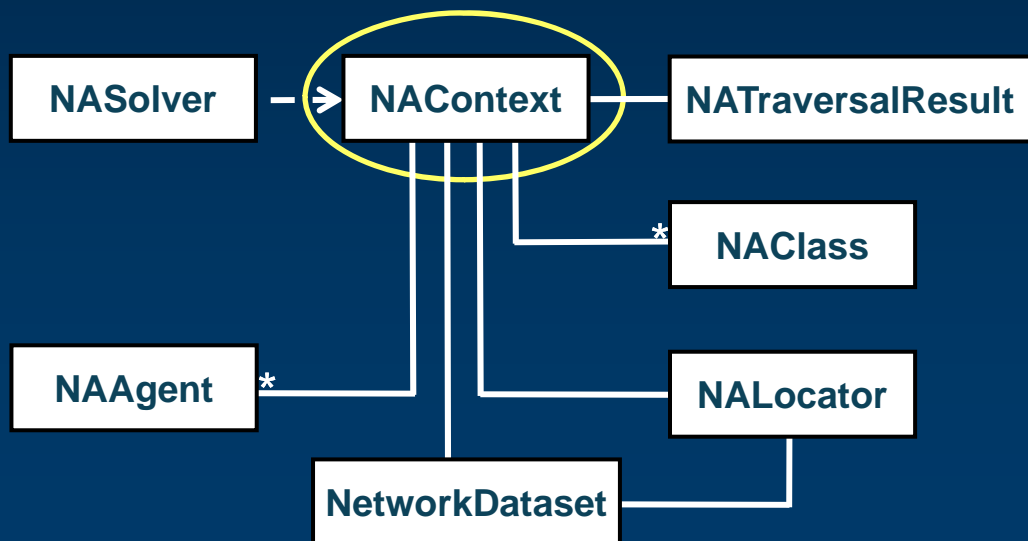 NASolver
NAContext
NATraversalResult
*
NAClass
NAAgent
*
NALocator
NetworkDataset